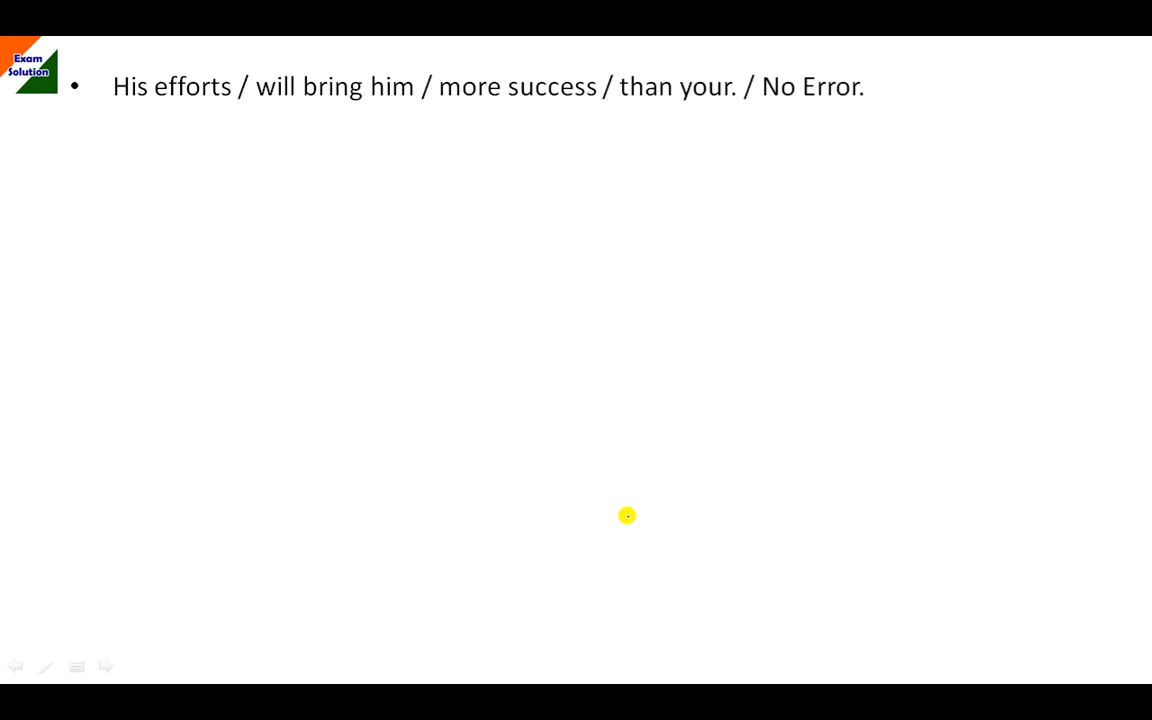 Exam
Solution
• His efforts / will bring him / more success / than your. / No Error.